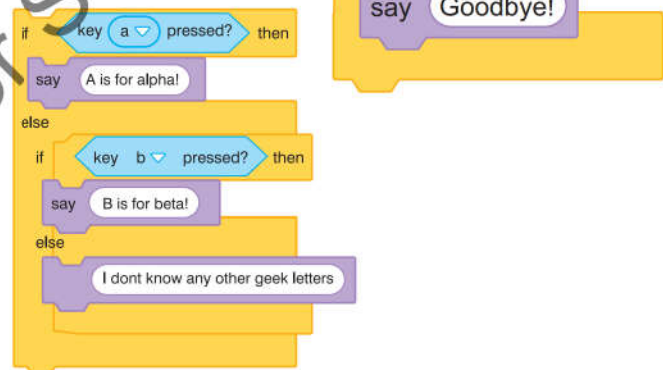 if key a pressed? then
say A is for alpha!
else
if key b pressed? then
say B is for beta!
else
I dont know any other geek letters
say Goodbye!